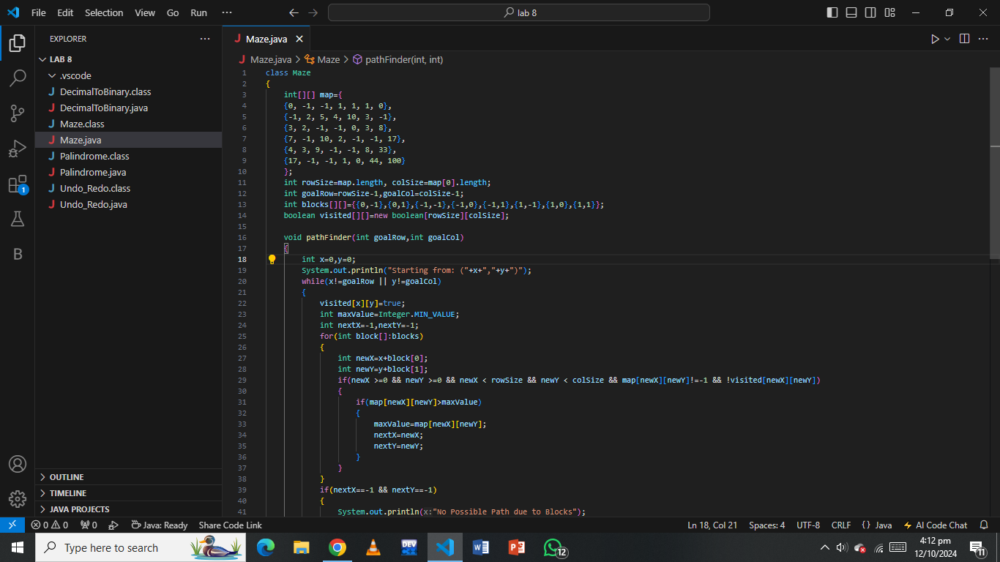 File Edit Selection View Go Run ··· lab 8
EXPLORER ···
LAB 8
.vscode
J DecimalToBinary.class
J DecimalToBinary.java
J Maze.class
J Maze.java
J Palindrome.class
J Palindrome.java
J Undo_Redo.class
J Undo_Redo.java
OUTLINE
TIMELINE
JAVA PROJECTS
1
B
J Maze.java
J Maze.java > Maze > pathFinder(int, int)
1 class Maze
2 {
3 int[][] map={
4 {0, -1, -1, 1, 1, 1, 0},
5 {-1, 2, 5, 4, 10, 3, -1},
6 {3, 2, -1, -1, 0, 3, 8},
7 {7, -1, 10, 2, -1, -1, 17},
8 {4, 3, 9, -1, -1, 8, 33},
9 {17, -1, -1, 1, 0, 44, 100}
10 };
11 int rowSize=map.length, colSize=map[0].length;
12 int goalRow=rowSize-1,goalCol=colSize-1;
13 int blocks[][]={{0,-1},{0,1},{-1,-1},{-1,0},{-1,1},{1,-1},{1,0},{1,1}};
14 boolean visited[][]=new boolean[rowSize][colSize];
15
16 void pathFinder(int goalRow,int goalCol)
17 {
18 int x=0,y=0;
19 System.out.println("Starting from: ("+x+","+y+")");
20 while(x!=goalRow || y!=goalCol)
21 {
22 visited[x][y]=true;
23 int maxValue=Integer.MIN_VALUE;
24 int nextX=-1,nextY=-1;
25 for(int block[]:blocks)
26 {
27 int newX=x+block[0];
28 int newY=y+block[1];
29 if(newX >=0 && newY >=0 && newX < rowSize && newY < colSize && map[newX][newY]!=-1 && !visited[newX][newY])
30 {
31 if(map[newX][newY]>maxValue)
32 {
33 maxValue=map[newX][newY];
34 nextX=newX;
35 nextY=newY;
36 }
37 }
38 }
39 if(nextX==-1 && nextY==-1)
40 {
41 System.out.println(x:"No Possible Path due to Blocks");
0 0 0 Java: Ready Share Code Link Ln 18, Col 21 Spaces: 4 UTF-8 CRLF {} Java AI Code Chat
Type here to search DEV 12 4:12 pm
12/10/2024 11